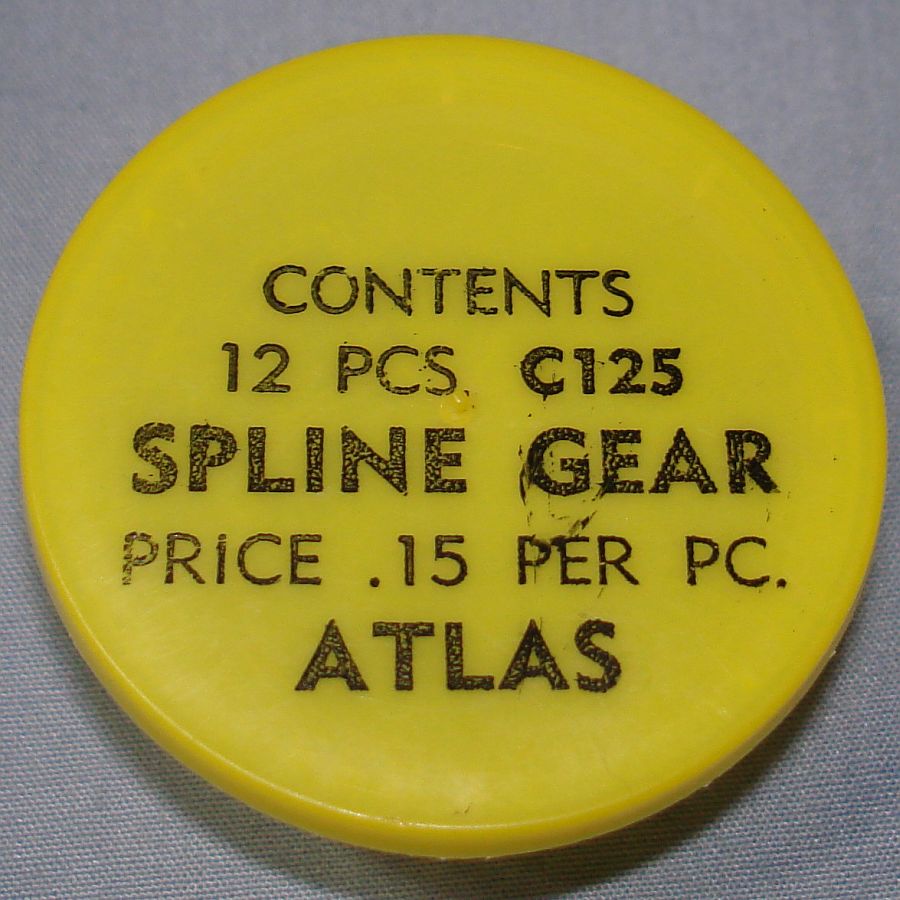 CONTENTS
12 PCS. C125
SPLINE GEAR
PRICE .15 PER PC.
ATLAS